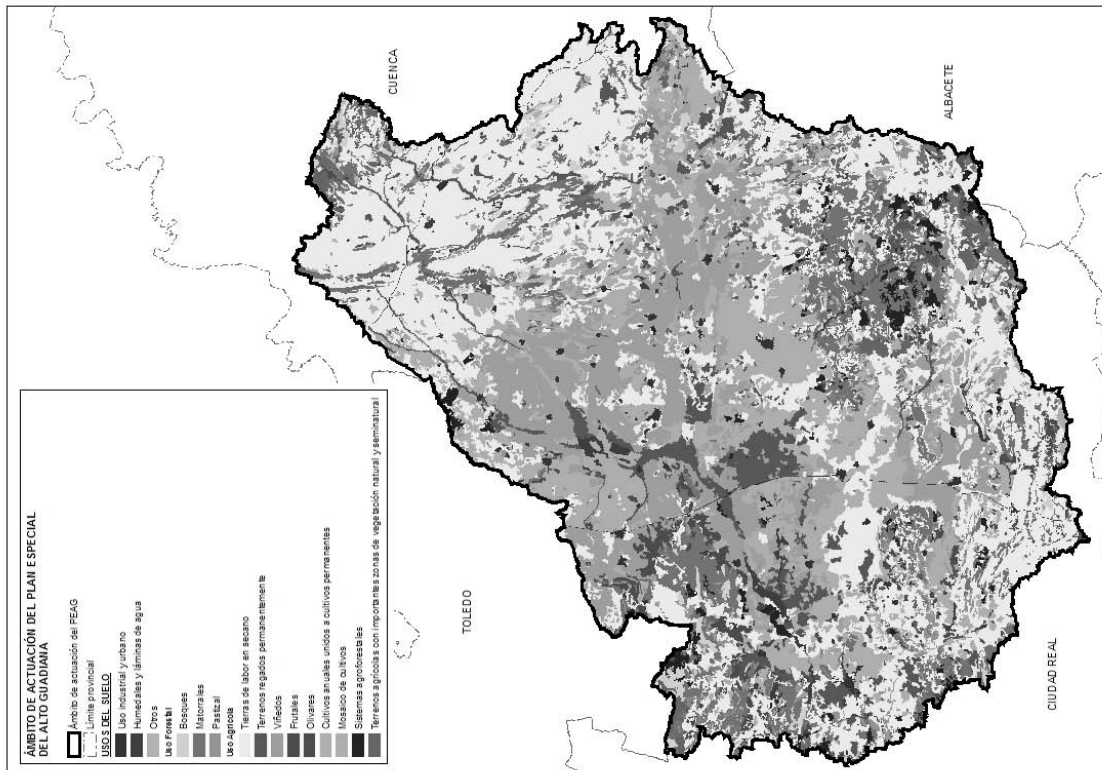 ÁMBITO DE ACTUACIÓN DEL PLAN ESPECIAL
DEL ALTO GUADIANA
Ámbito de actuación del PEAG
Límite provincial
USOS DEL SUELO
Uso industrial y urbano
Humedales y láminas de agua
Otros
Uso Forestal
Bosques
Matorrales
Pastizal
Uso Agrícola
Tierras de labor en secano
Terrenos regados permanentemente
Viñedos
Frutales
Olivares
Cultivos anuales unidos a cultivos permanentes
Mosaico de cultivos
Sistemas agroforestales
Terrenos agrícolas con importantes zonas de vegetación natural y seminatural
CUENCA
TOLEDO
ALBACETE
CIUDAD REAL